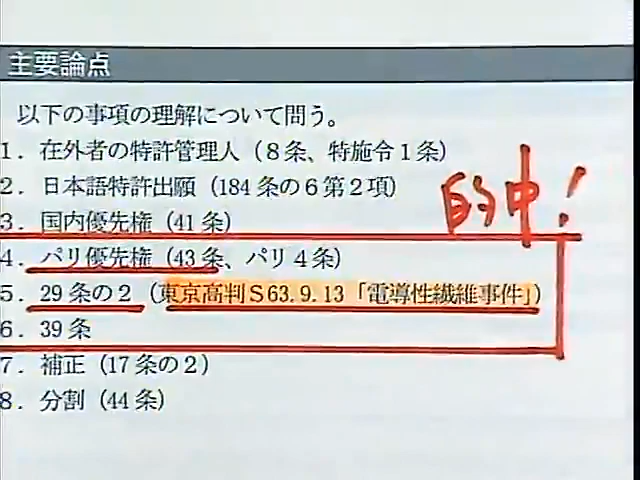 主要論点
以下の事項の理解について問う。
1．在外者の特許管理人（8条、特施令1条）
2．日本語特許出願（184条の6第2項）
3．国内優先権（41条）
的中！
4．パリ優先権（43条、パリ4条）
5．29条の2（東京高判S63.9.13「電導性繊維事件」）
6．39条
7．補正（17条の2）
8．分割（44条）